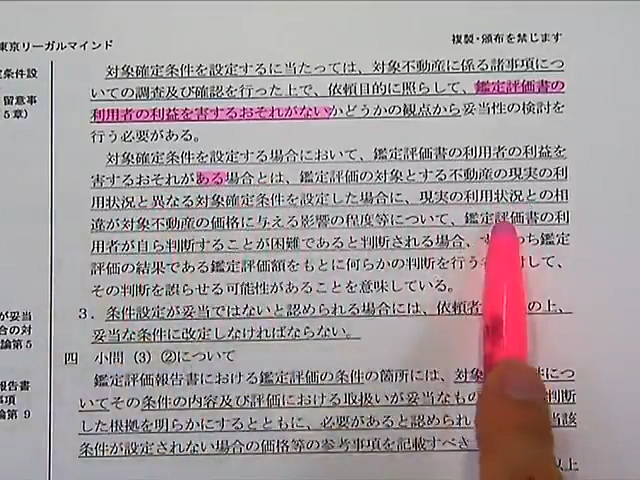 東京リーガルマインド
複製・頒布を禁じます
定条件設
留意事
5章)
が妥当
合の対
論第5
報告書
事項
論第9
対象確定条件を設定するに当たっては、対象不動産に係る諸事項につ
いての調査及び確認を行った上で、依頼目的に照らして、鑑定評価書の
利用者の利益を害するおそれがないかどうかの観点から妥当性の検討を
行う必要がある。
対象確定条件を設定する場合において、鑑定評価書の利用者の利益を
害するおそれがある場合とは、鑑定評価の対象とする不動産の現実の利
用状況と異なる対象確定条件を設定した場合に、現実の利用状況との相
違が対象不動産の価格に与える影響の程度等について、鑑定評価書の利
用者が自ら判断することが困難であると判断される場合、す わち鑑定
評価の結果である鑑定評価額をもとに何らかの判断を行う して、
その判断を誤らせる可能性があることを意味している。
3.条件設定が妥当ではないと認められる場合には、依頼者 の上、
妥当な条件に改定しなければならない。
四 小問(3)②について
鑑定評価報告書における鑑定評価の条件の箇所には、対象 件につ
いてその条件の内容及び評価における取扱いが妥当なもの 判断
した根拠を明らかにするとともに、必要があると認められ 当該
条件が設定されない場合の価格等の参考事項を記載すべき
以上